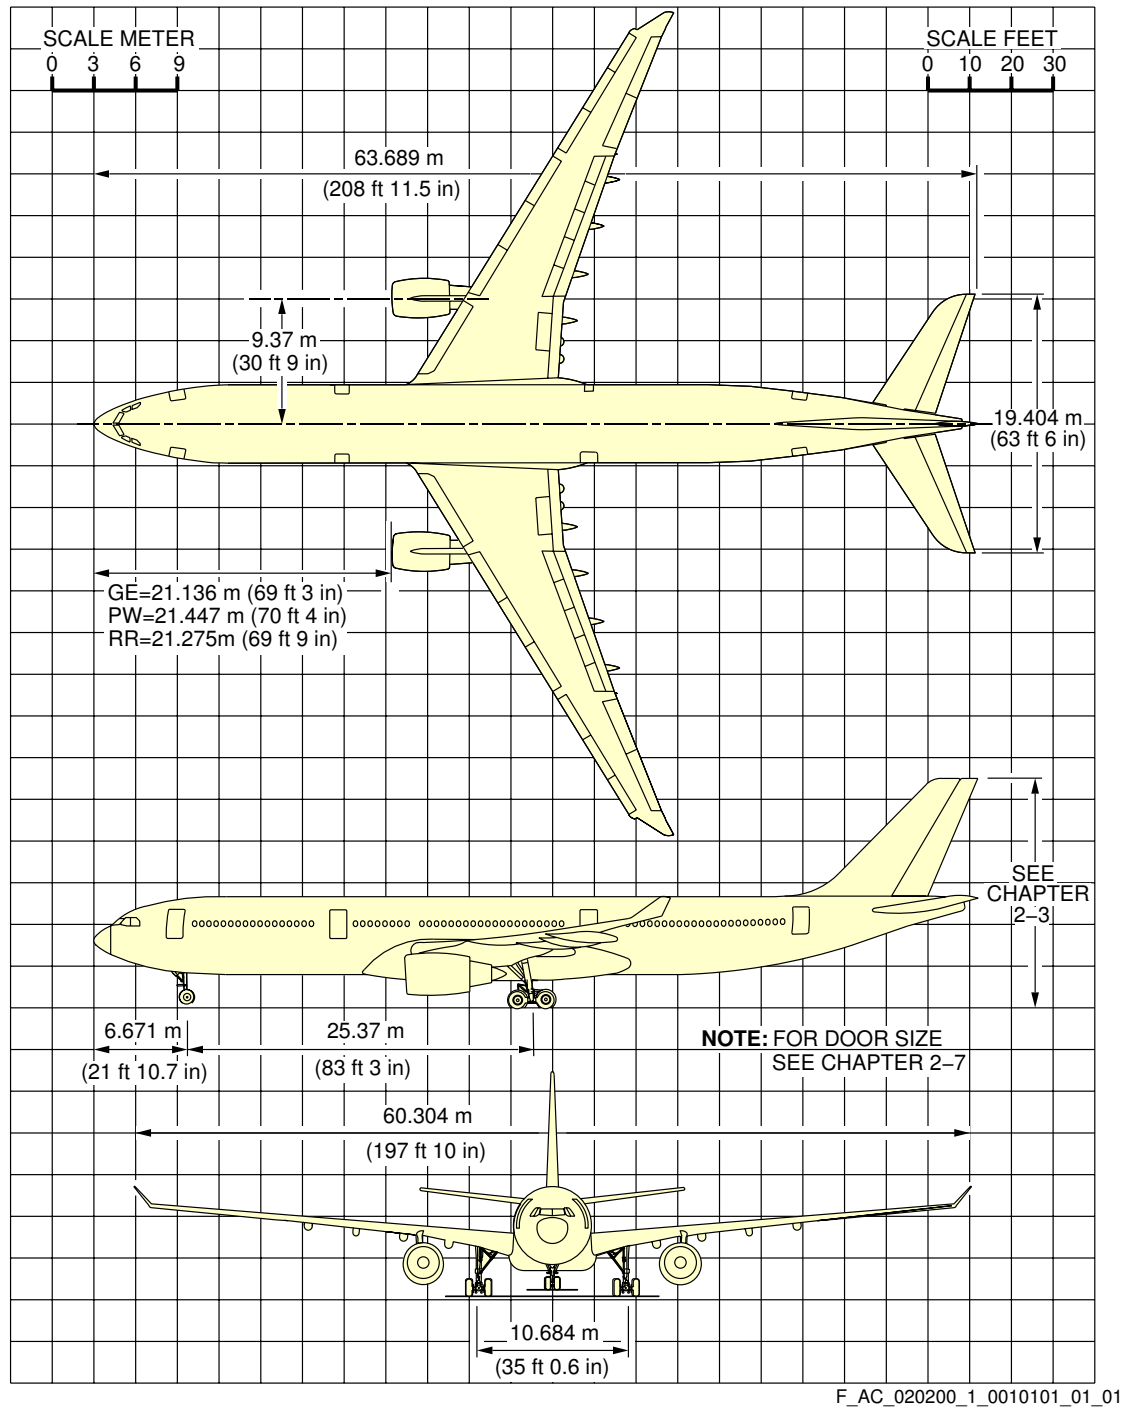 SCALE METER
0 3 6 9
SCALE FEET
0 10 20 30
63.689 m
(208 ft 11.5 in)
9.37 m
(30 ft 9 in)
19.404 m
(63 ft 6 in)
GE=21.136 m (69 ft 3 in)
PW=21.447 m (70 ft 4 in)
RR=21.275m (69 ft 9 in)
SEE
CHAPTER
2–3
6.671 m
(21 ft 10.7 in)
25.37 m
(83 ft 3 in)
NOTE: FOR DOOR SIZE
SEE CHAPTER 2–7
60.304 m
(197 ft 10 in)
10.684 m
(35 ft 0.6 in)
F_AC_020200_1_0010101_01_01